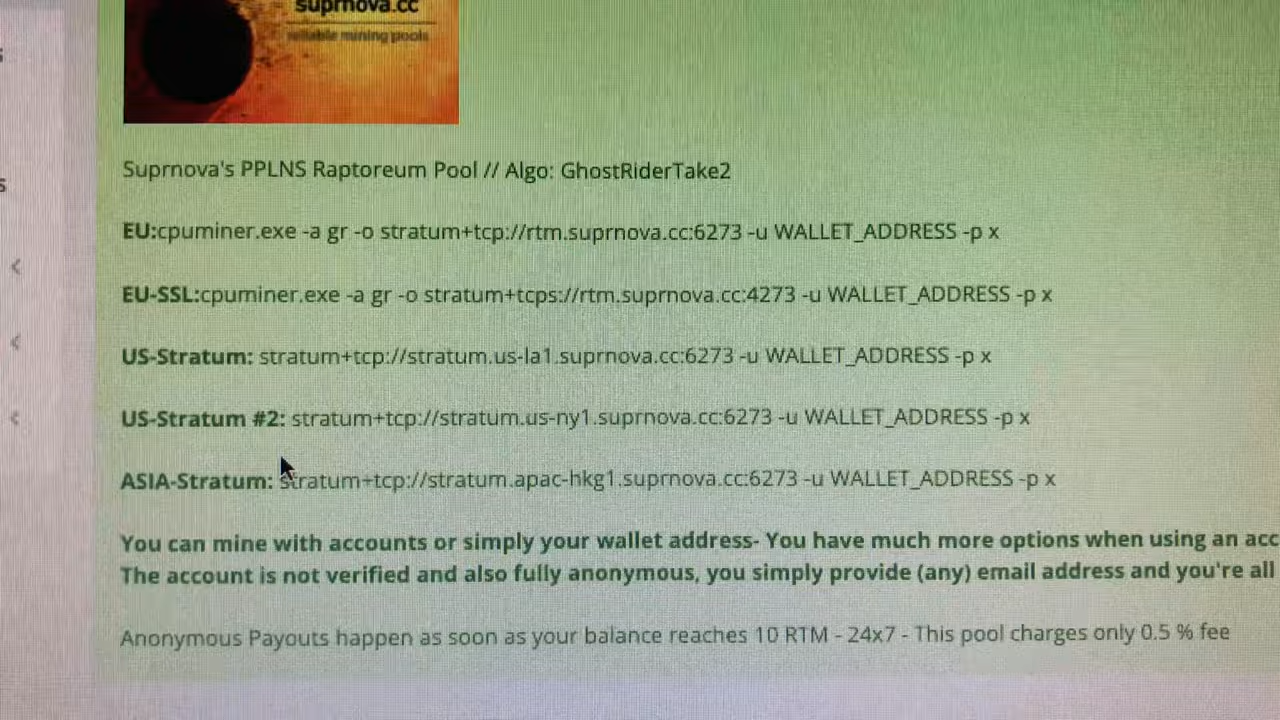 suprnova.cc
reliable mining pools
Suprnova's PPLNS Raptoreum Pool // Algo: GhostRiderTake2
EU:cpuminer.exe -a gr -o stratum+tcp://rtm.suprnova.cc:6273 -u WALLET_ADDRESS -p x
EU-SSL:cpuminer.exe -a gr -o stratum+tcps://rtm.suprnova.cc:4273 -u WALLET_ADDRESS -p x
US-Stratum: stratum+tcp://stratum.us-la1.suprnova.cc:6273 -u WALLET_ADDRESS -p x
US-Stratum #2: stratum+tcp://stratum.us-ny1.suprnova.cc:6273 -u WALLET_ADDRESS -p x
ASIA-Stratum: stratum+tcp://stratum.apac-hkg1.suprnova.cc:6273 -u WALLET_ADDRESS -p x
You can mine with accounts or simply your wallet address- You have much more options when using an acc
The account is not verified and also fully anonymous, you simply provide (any) email address and you're all
Anonymous Payouts happen as soon as your balance reaches 10 RTM - 24x7 - This pool charges only 0.5 % fee